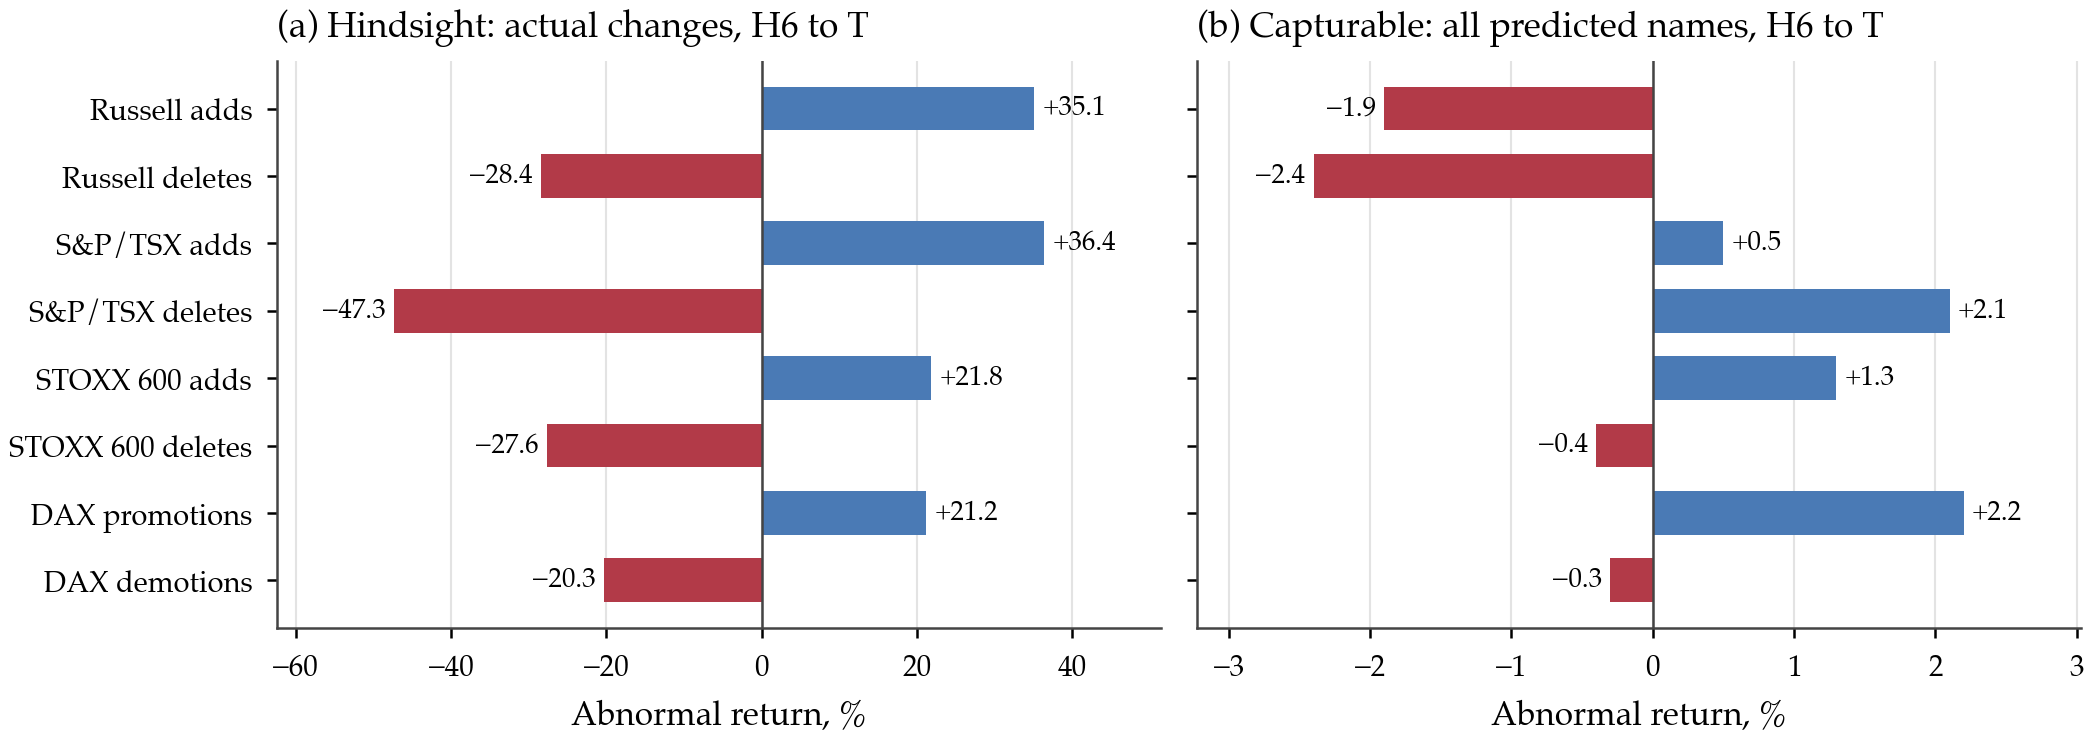 (a) Hindsight: actual changes, H6 to T
Russell adds
+35.1
Russell deletes
−28.4
S&P/TSX adds
+36.4
S&P/TSX deletes
−47.3
STOXX 600 adds
+21.8
STOXX 600 deletes
−27.6
DAX promotions
+21.2
DAX demotions
−20.3
−60 −40 −20 0 20 40
Abnormal return, %
(b) Capturable: all predicted names, H6 to T
−1.9
−2.4
+0.5
+2.1
+1.3
−0.4
+2.2
−0.3
−3 −2 −1 0 1 2 3
Abnormal return, %